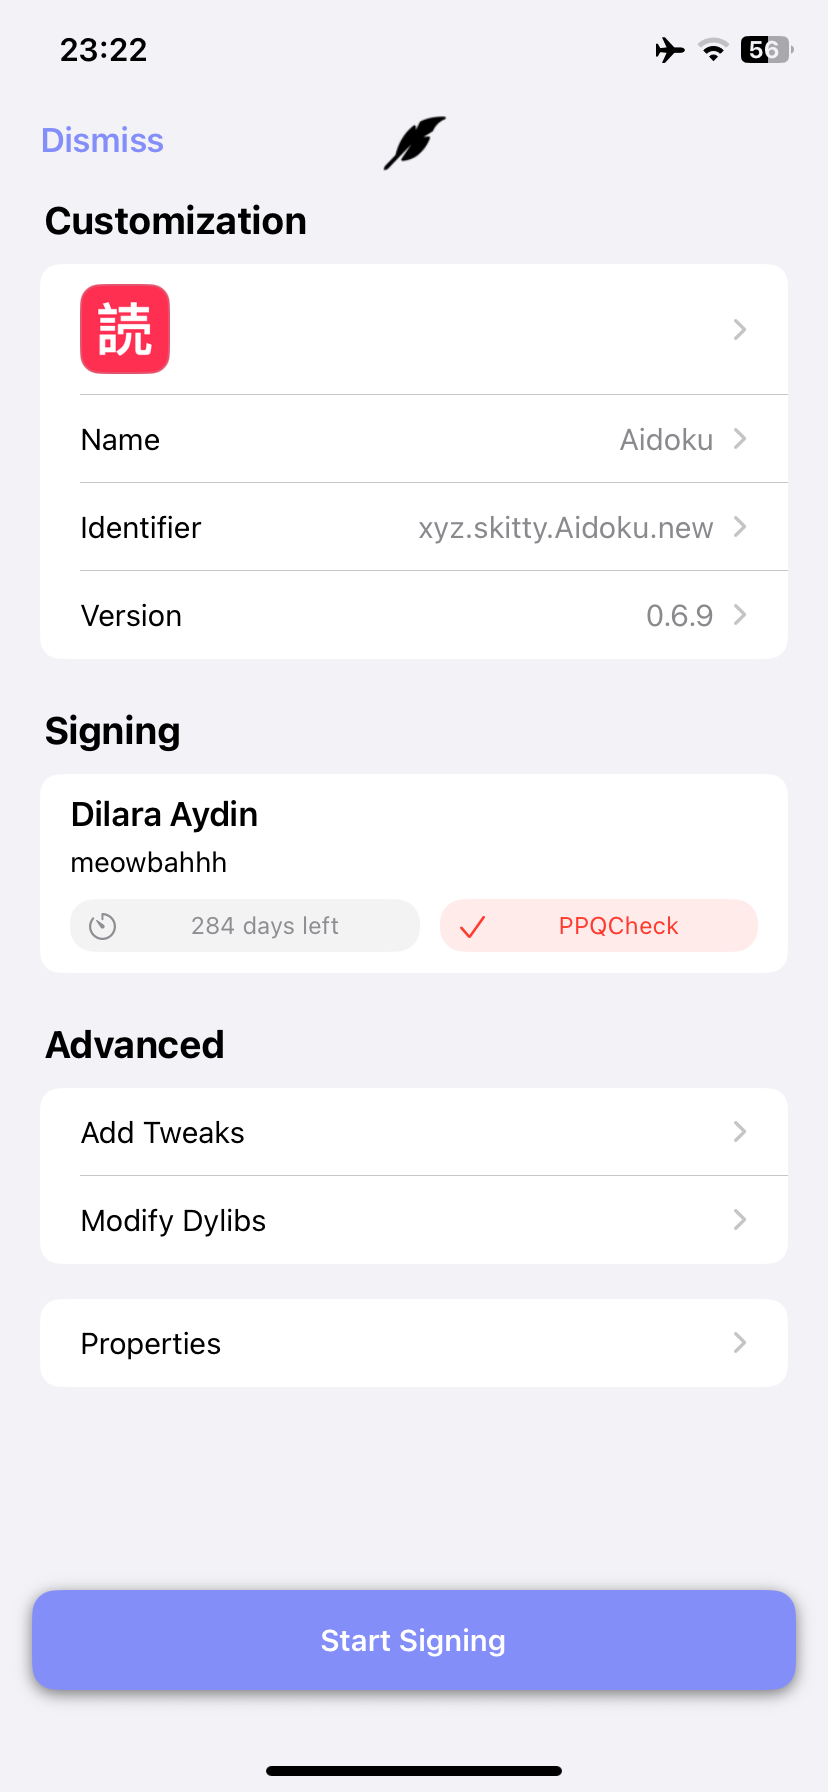 23:22
56
Dismiss
Customization
読
Name Aidoku
Identifier xyz.skitty.Aidoku.new
Version 0.6.9
Signing
Dilara Aydin
meowbahhh
284 days left PPQCheck
Advanced
Add Tweaks
Modify Dylibs
Properties
Start Signing